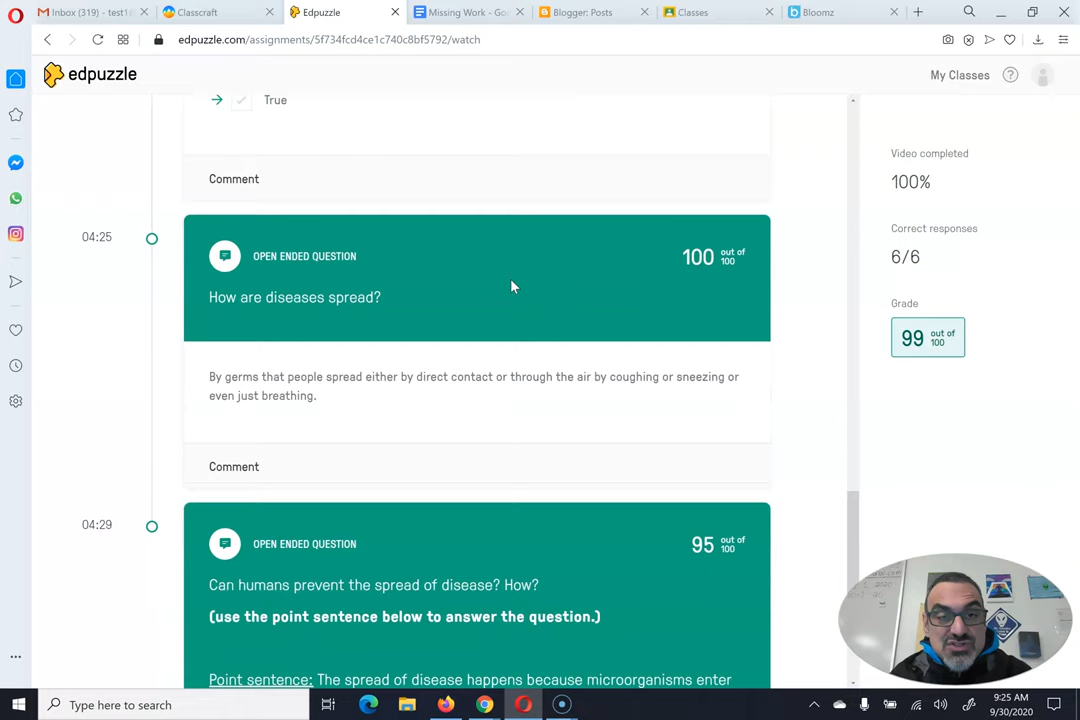 Inbox (319) - test1
Classcraft
Edpuzzle
Missing Work - Go
Blogger: Posts
Classes
Bloomz
edpuzzle.com/assignments/5f734fcd4ce1c740c8bf5792/watch
edpuzzle
My Classes
True
Comment
Video completed
100%
04:25
OPEN ENDED QUESTION
100 out of 100
How are diseases spread?
Correct responses
6/6
Grade
99 out of 100
By germs that people spread either by direct contact or through the air by coughing or sneezing or
even just breathing.
Comment
04:29
OPEN ENDED QUESTION
95 out of 100
Can humans prevent the spread of disease? How?
(use the point sentence below to answer the question.)
Point sentence: The spread of disease happens because microorganisms enter
Type here to search
9:25 AM
9/30/2020